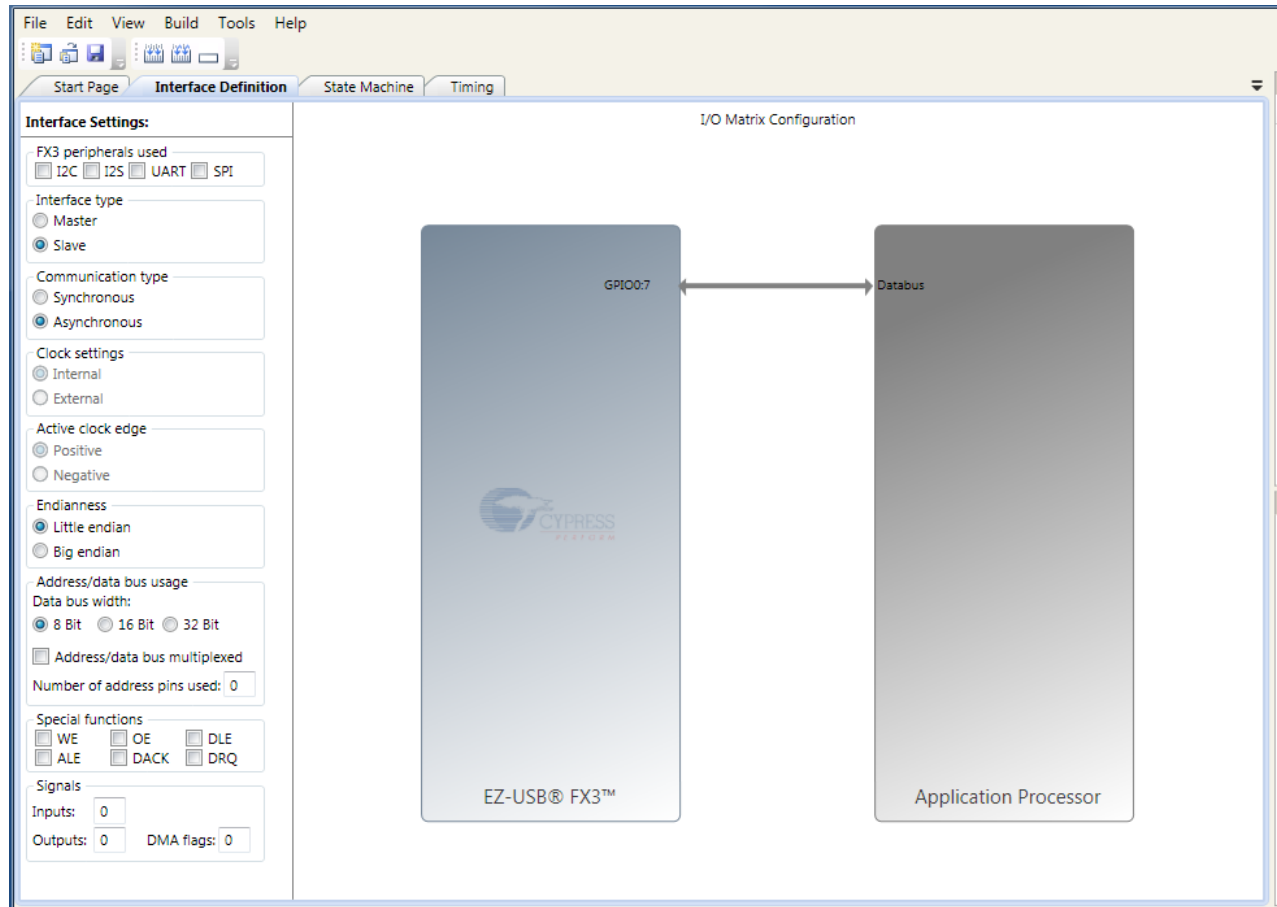 File Edit View Build Tools Help
Start Page Interface Definition State Machine Timing
Interface Settings:
I/O Matrix Configuration
FX3 peripherals used
I2C I2S UART SPI
Interface type
Master
Slave
Communication type
Synchronous
Asynchronous
Clock settings
Internal
External
Active clock edge
Positive
Negative
Endianness
Little endian
Big endian
Address/data bus usage
Data bus width:
8 Bit 16 Bit 32 Bit
Address/data bus multiplexed
Number of address pins used: 0
Special functions
WE OE DLE
ALE DACK DRQ
Signals
Inputs: 0
Outputs: 0 DMA flags: 0
GPIO0:7
Databus
CYPRESS
PERFORM
EZ-USB® FX3™
Application Processor